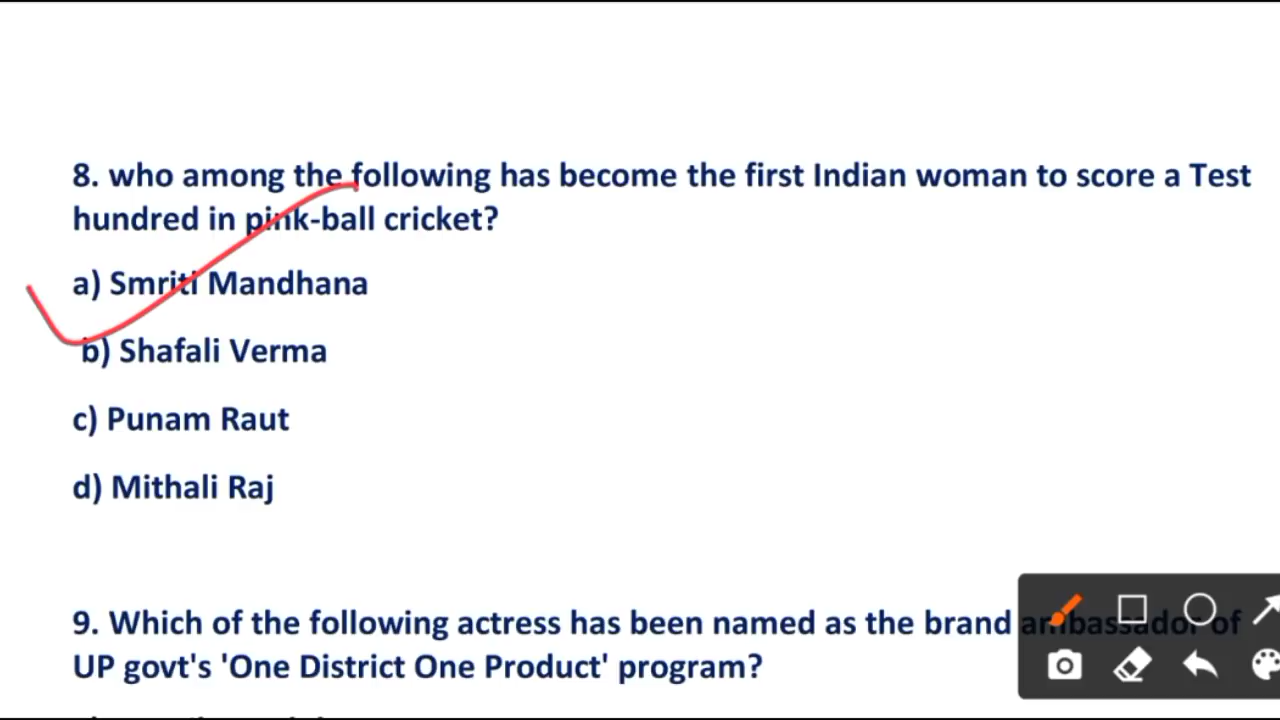 8. who among the following has become the first Indian woman to score a Test
hundred in pink-ball cricket?
a) Smriti Mandhana
b) Shafali Verma
c) Punam Raut
d) Mithali Raj
9. Which of the following actress has been named as the brand ambassador of
UP govt's 'One District One Product' program?